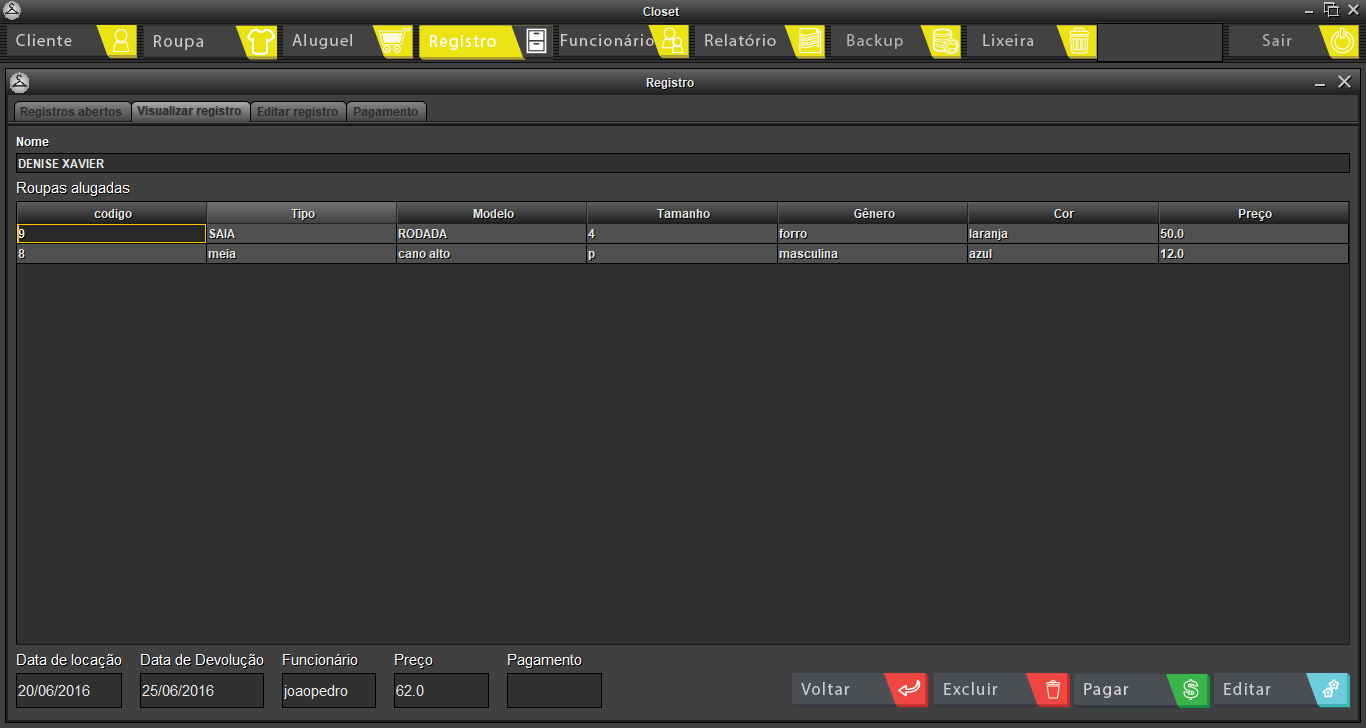 Closet
Cliente Roupa Aluguel Registro Funcionário Relatório Backup Lixeira Sair
Registro
Registros abertos Visualizar registro Editar registro Pagamento
Nome
DENISE XAVIER
Roupas alugadas
codigo Tipo Modelo Tamanho Gênero Cor Preço
9 SAIA RODADA 4 forro laranja 50.0
8 meia cano alto p masculina azul 12.0
Data de locação Data de Devolução Funcionário Preço Pagamento
20/06/2016 25/06/2016 joaopedro 62.0
Voltar Excluir Pagar Editar